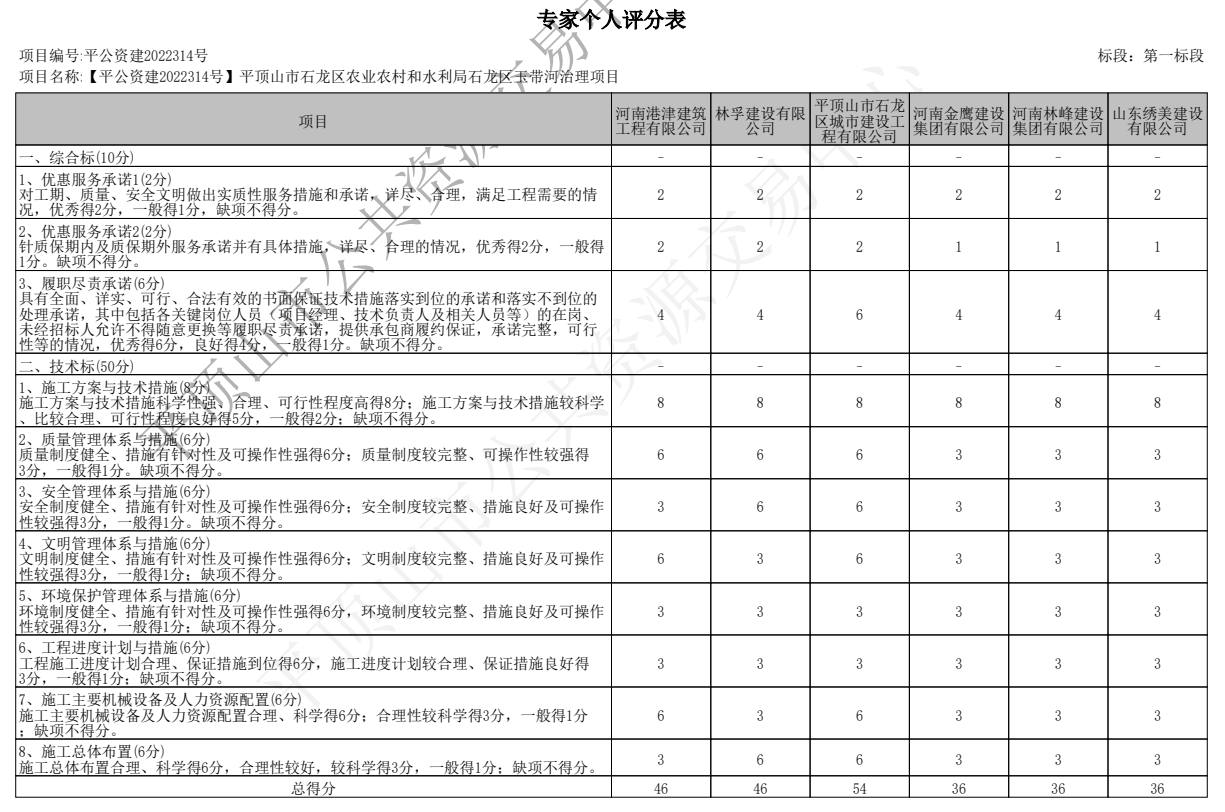 专家个人评分表
项目编号:平公资建2022314号
标段：第一标段
项目名称:【平公资建2022314号】平顶山市石龙区农业农村和水利局石龙区玉带河治理项目
项目
河南港津建筑
工程有限公司
林孚建设有限
公司
平顶山市石龙
区城市建设工
程有限公司
河南金鹰建设
集团有限公司
河南林峰建设
集团有限公司
山东绣美建设
有限公司
一、综合标(10分) - - - - - -
1、优惠服务承诺1(2分)
对工期、质量、安全文明做出实质性服务措施和承诺，详尽、合理，满足工程需要的情
况，优秀得2分，一般得1分，缺项不得分。
2 2 2 2 2 2
2、优惠服务承诺2(2分)
针质保期内及质保期外服务承诺并有具体措施，详尽、合理的情况，优秀得2分，一般得
1分。缺项不得分。
2 2 2 1 1 1
3、履职尽责承诺(6分)
具有全面、详实、可行、合法有效的书面保证技术措施落实到位的承诺和落实不到位的
处理承诺，其中包括各关键岗位人员（项目经理、技术负责人及相关人员等）的在岗、
未经招标人允许不得随意更换等履职尽责承诺，提供承包商履约保证，承诺完整，可行
性等的情况，优秀得6分，良好得4分，一般得1分。缺项不得分。
4 4 6 4 4 4
二、技术标(50分) - - - - - -
1、施工方案与技术措施(8分)
施工方案与技术措施科学性强、合理、可行性程度高得8分；施工方案与技术措施较科学
、比较合理、可行性程度良好得5分，一般得2分；缺项不得分。
8 8 8 8 8 8
2、质量管理体系与措施(6分)
质量制度健全、措施有针对性及可操作性强得6分；质量制度较完整、可操作性较强得
3分，一般得1分。缺项不得分。
6 6 6 3 3 3
3、安全管理体系与措施(6分)
安全制度健全、措施有针对性及可操作性强得6分；安全制度较完整、措施良好及可操作
性较强得3分，一般得1分。缺项不得分。
3 6 6 3 3 3
4、文明管理体系与措施(6分)
文明制度健全、措施有针对性及可操作性强得6分；文明制度较完整、措施良好及可操作
性较强得3分，一般得1分；缺项不得分。
6 3 6 3 3 3
5、环境保护管理体系与措施(6分)
环境制度健全、措施有针对性及可操作性强得6分，环境制度较完整、措施良好及可操作
性较强得3分，一般得1分；缺项不得分。
3 3 3 3 3 3
6、工程进度计划与措施(6分)
工程施工进度计划合理、保证措施到位得6分，施工进度计划较合理、保证措施良好得
3分，一般得1分；缺项不得分。
3 3 3 3 3 3
7、施工主要机械设备及人力资源配置(6分)
施工主要机械设备及人力资源配置合理、科学得6分；合理性较科学得3分，一般得1分
；缺项不得分。
6 3 6 3 3 3
8、施工总体布置(6分)
施工总体布置合理、科学得6分，合理性较好，较科学得3分，一般得1分；缺项不得分。
3 6 6 3 3 3
总得分 46 46 54 36 36 36
平顶山市公共资源交易中
平顶山市公共资源交易中心